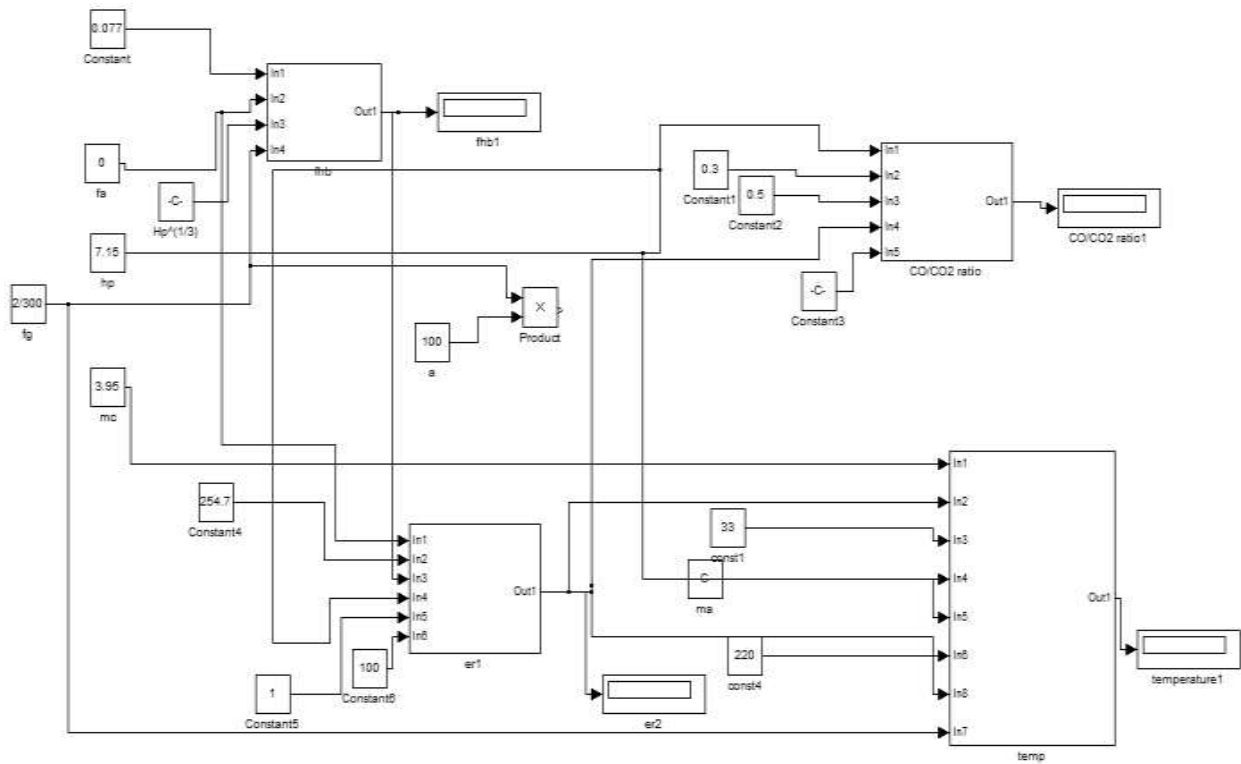 0.077
Constant
In1
In2
In3
In4
Out1
fhb
fhb1
0
fa
-C-
Hp^(1/3)
7.15
hp
2/300
fg
0.3
Constant1
0.5
Constant2
-C-
Constant3
In1
In2
In3
In4
In5
Out1
CO/CO2 ratio
CO/CO2 ratio1
X
Product
100
a
3.95
mc
254.7
Constant4
In1
In2
In3
In4
In5
In6
Out1
er1
100
Constant6
1
Constant5
er2
33
const1
C
ma
220
const4
In1
In2
In3
In4
In5
In6
In8
In7
Out1
temp
temperature1